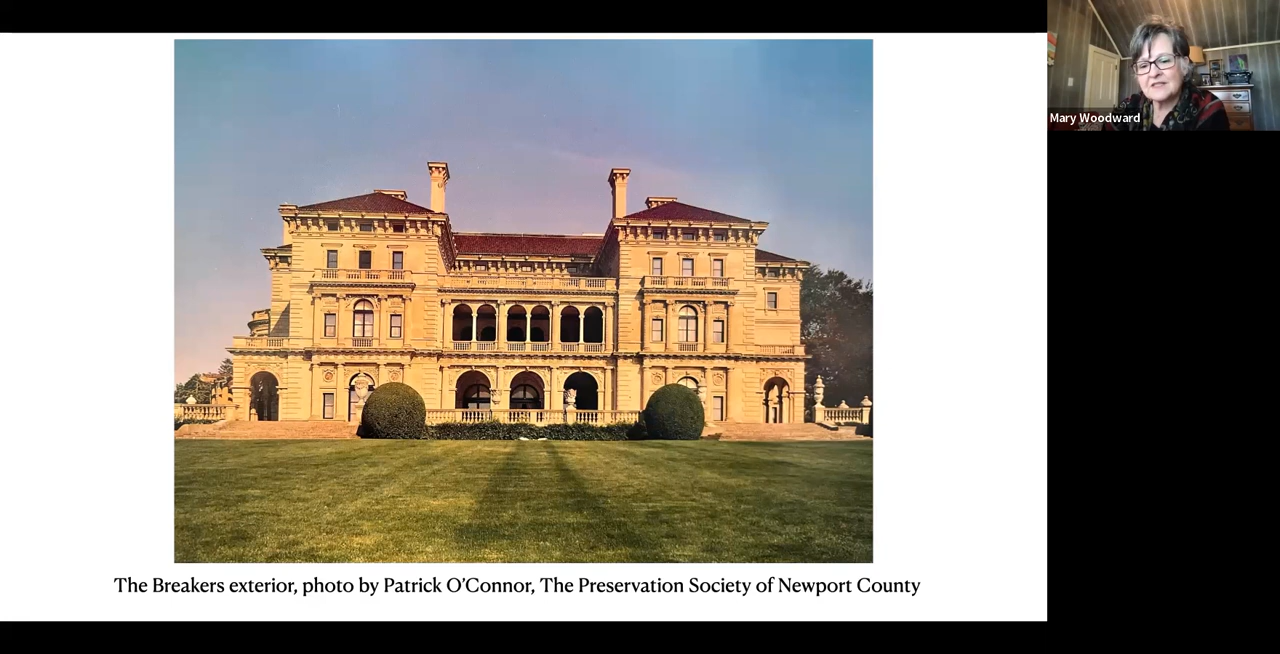 Mary Woodward
The Breakers exterior, photo by Patrick O’Connor, The Preservation Society of Newport County